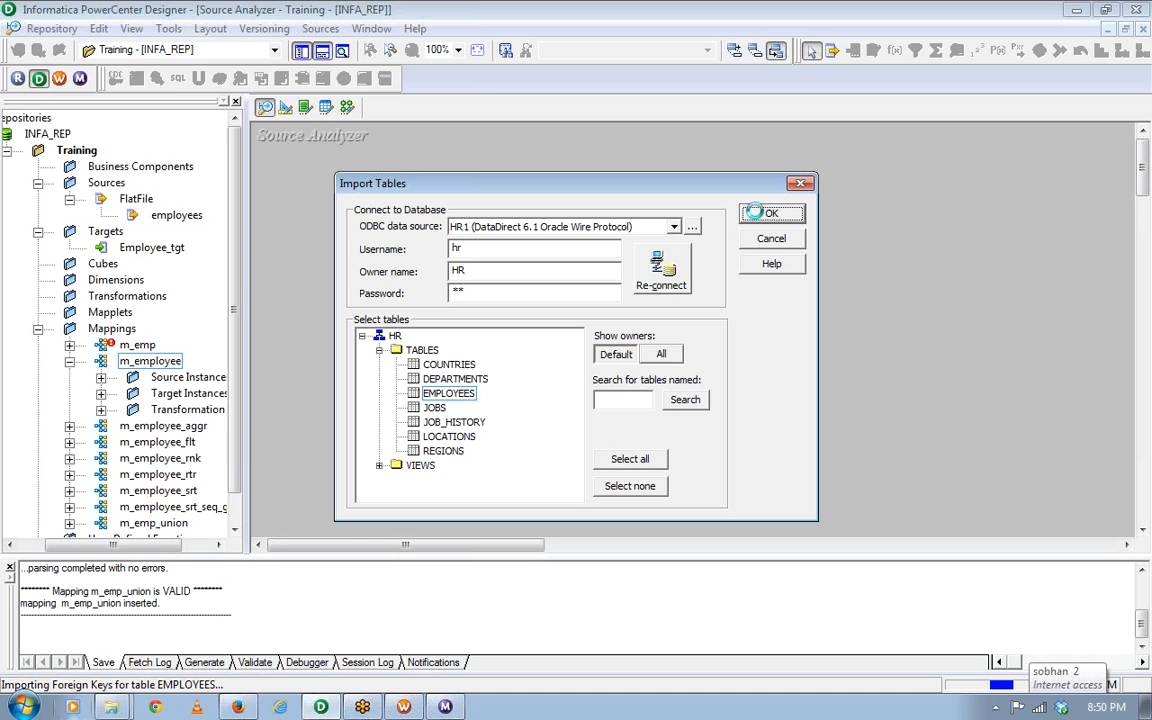 Informatica PowerCenter Designer - [Source Analyzer - Training - [INFA_REP]]
Repository Edit View Tools Layout Versioning Sources Window Help
Training - [INFA_REP] 100%
CDC SQL
epositories
INFA_REP
Training
Business Components
Sources
FlatFile
employees
Targets
Employee_tgt
Cubes
Dimensions
Transformations
Mapplets
Mappings
m_emp
m_employee
Source Instance
Target Instances
Transformation
m_employee_aggr
m_employee_flt
m_employee_rnk
m_employee_rtr
m_employee_srt
m_employee_srt_seq_g
m_emp_union
Source Analyzer
Import Tables
Connect to Database
ODBC data source: HR1 (DataDirect 6.1 Oracle Wire Protocol) ...
Username: hr
Owner name: HR
Password: **
Re-connect
OK
Cancel
Help
Select tables
HR
TABLES
COUNTRIES
DEPARTMENTS
EMPLOYEES
JOBS
JOB_HISTORY
LOCATIONS
REGIONS
VIEWS
Show owners:
Default All
Search for tables named:
Search
Select all
Select none
...parsing completed with no errors.
******** Mapping m_emp_union is VALID ********
mapping m_emp_union inserted.
Save Fetch Log Generate Validate Debugger Session Log Notifications
Importing Foreign Keys for table EMPLOYEES...
sobhan 2
Internet access
M
8:50 PM